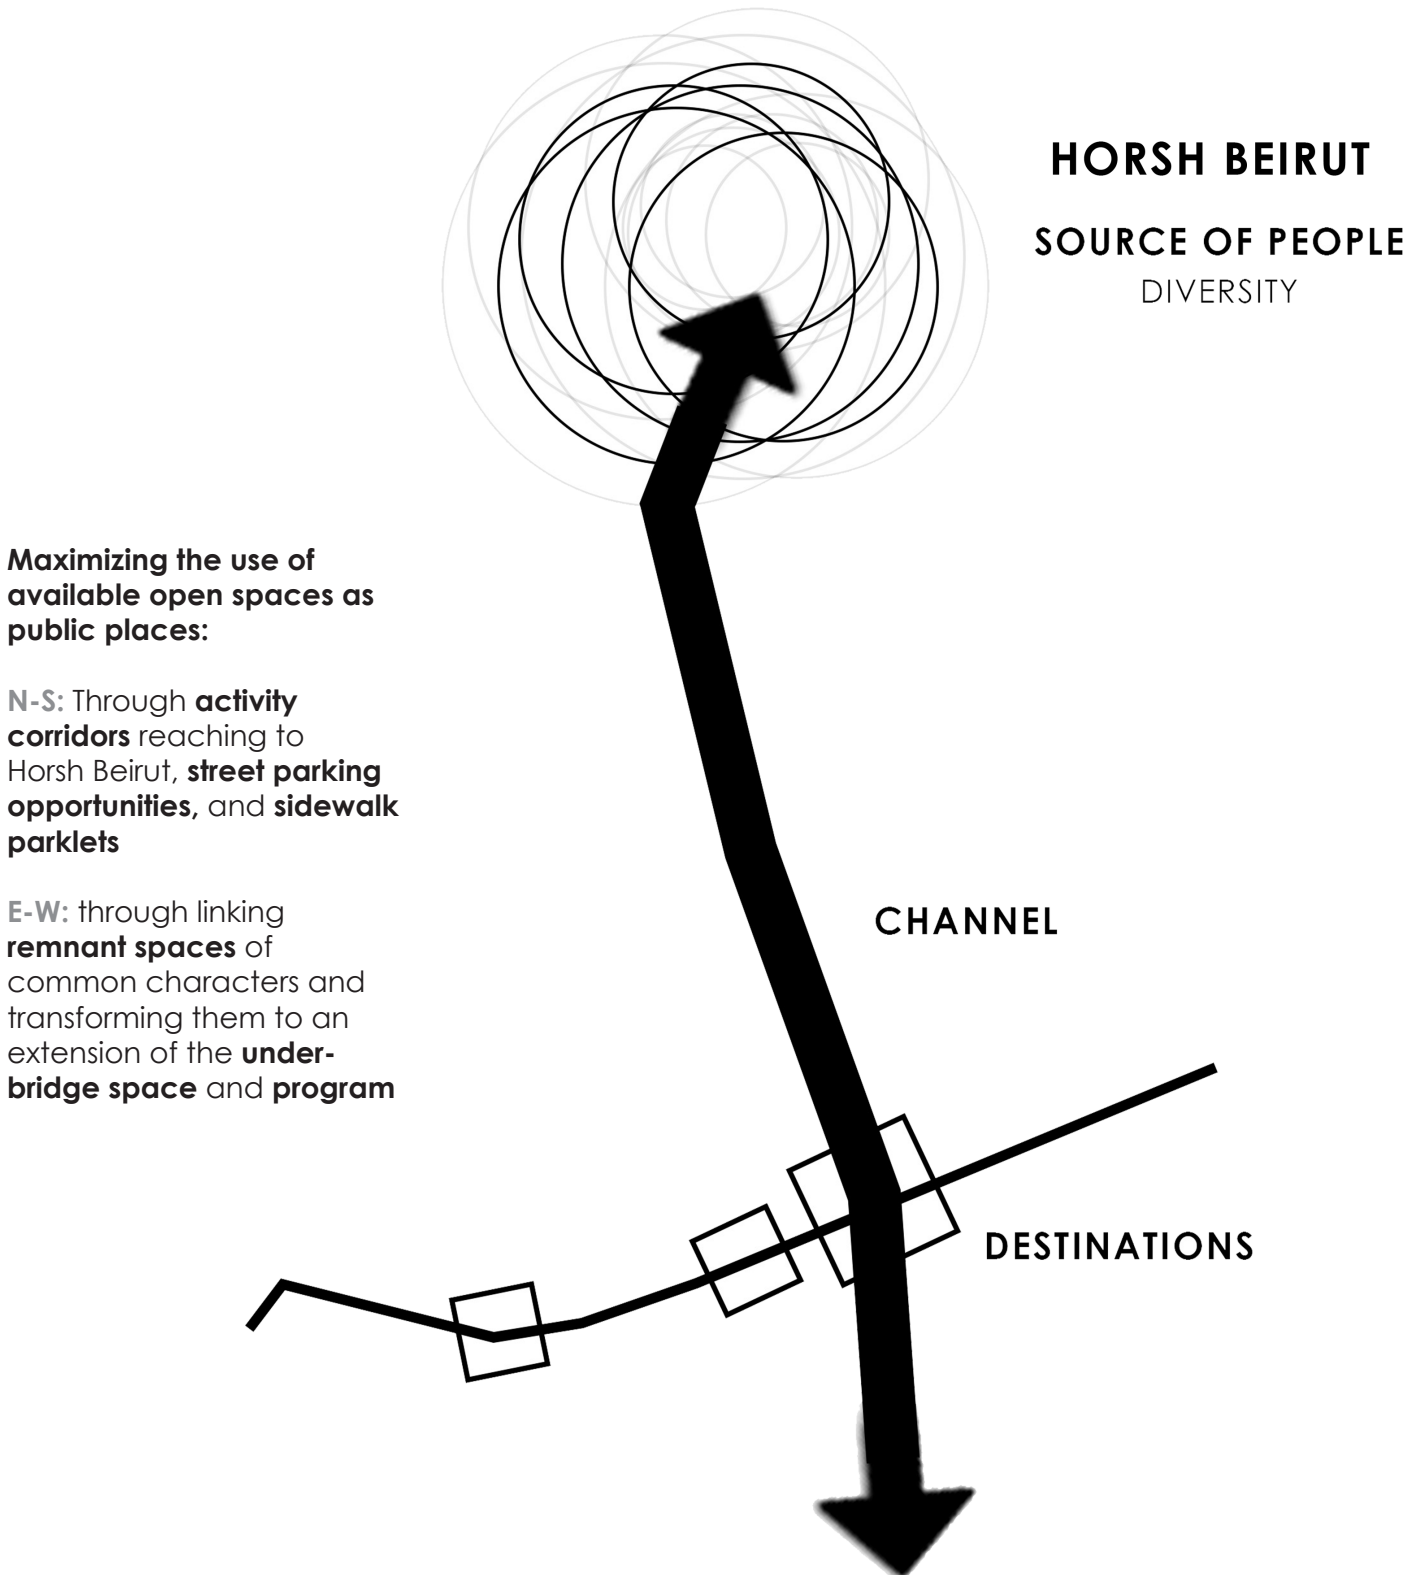 HORSH BEIRUT
SOURCE OF PEOPLE
DIVERSITY
Maximizing the use of
available open spaces as
public places:
N-S: Through activity
corridors reaching to
Horsh Beirut, street parking
opportunities, and sidewalk
parklets
E-W: through linking
remnant spaces of
common characters and
transforming them to an
extension of the under-
bridge space and program
CHANNEL
DESTINATIONS